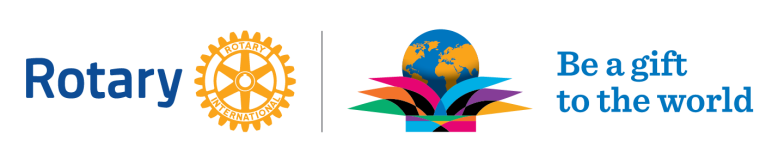 Rotary
ROTARY
INTERNATIONAL
Be a gift
to the world